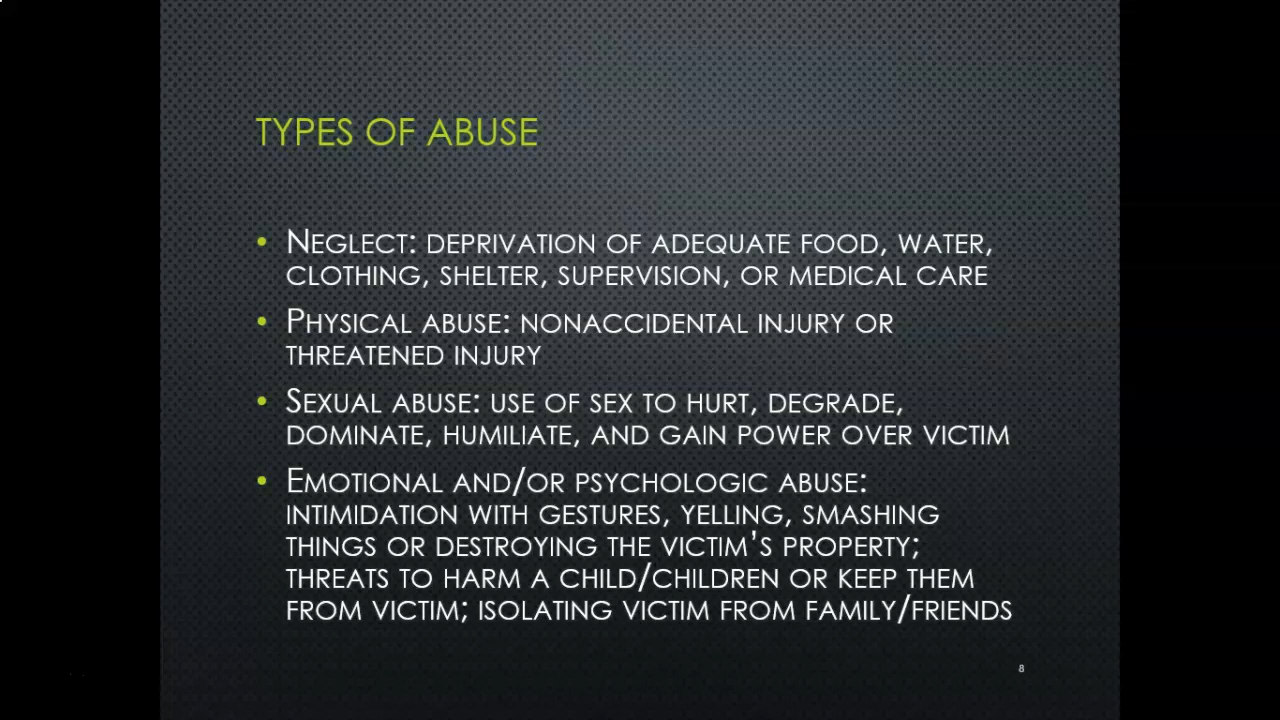 TYPES OF ABUSE
• NEGLECT: DEPRIVATION OF ADEQUATE FOOD, WATER,
CLOTHING, SHELTER, SUPERVISION, OR MEDICAL CARE
• PHYSICAL ABUSE: NONACCIDENTAL INJURY OR
THREATENED INJURY
• SEXUAL ABUSE: USE OF SEX TO HURT, DEGRADE,
DOMINATE, HUMILIATE, AND GAIN POWER OVER VICTIM
• EMOTIONAL AND/OR PSYCHOLOGIC ABUSE:
INTIMIDATION WITH GESTURES, YELLING, SMASHING
THINGS OR DESTROYING THE VICTIM’S PROPERTY;
THREATS TO HARM A CHILD/CHILDREN OR KEEP THEM
FROM VICTIM; ISOLATING VICTIM FROM FAMILY/FRIENDS
8